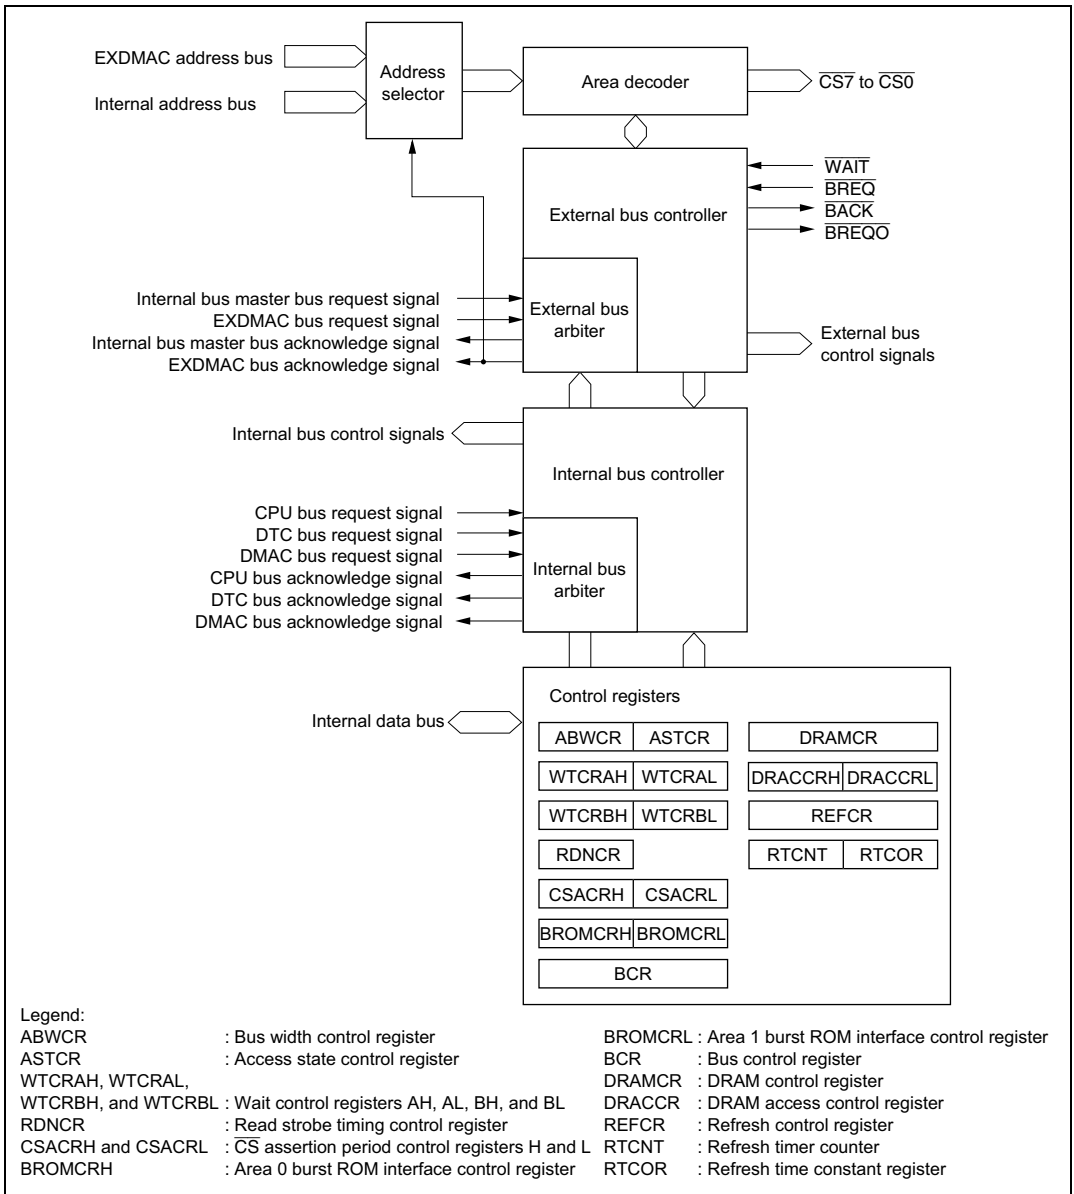 EXDMAC address bus
Internal address bus
Address
selector
Area decoder
CS7 to CS0
WAIT
BREQ
BACK
BREQO
External bus controller
Internal bus master bus request signal
EXDMAC bus request signal
Internal bus master bus acknowledge signal
EXDMAC bus acknowledge signal
External bus
arbiter
External bus
control signals
Internal bus control signals
Internal bus controller
CPU bus request signal
DTC bus request signal
DMAC bus request signal
CPU bus acknowledge signal
DTC bus acknowledge signal
DMAC bus acknowledge signal
Internal bus
arbiter
Internal data bus
Control registers
ABWCR ASTCR DRAMCR
WTCRAH WTCRAL DRACCRH DRACCRL
WTCRBH WTCRBL REFCR
RDNCR RTCNT RTCOR
CSACRH CSACRL
BROMCRH BROMCRL
BCR
Legend:
ABWCR : Bus width control register
ASTCR : Access state control register
WTCRAH, WTCRAL,
WTCRBH, and WTCRBL : Wait control registers AH, AL, BH, and BL
RDNCR : Read strobe timing control register
CSACRH and CSACRL : CS assertion period control registers H and L
BROMCRH : Area 0 burst ROM interface control register
BROMCRL : Area 1 burst ROM interface control register
BCR : Bus control register
DRAMCR : DRAM control register
DRACCR : DRAM access control register
REFCR : Refresh control register
RTCNT : Refresh timer counter
RTCOR : Refresh time constant register